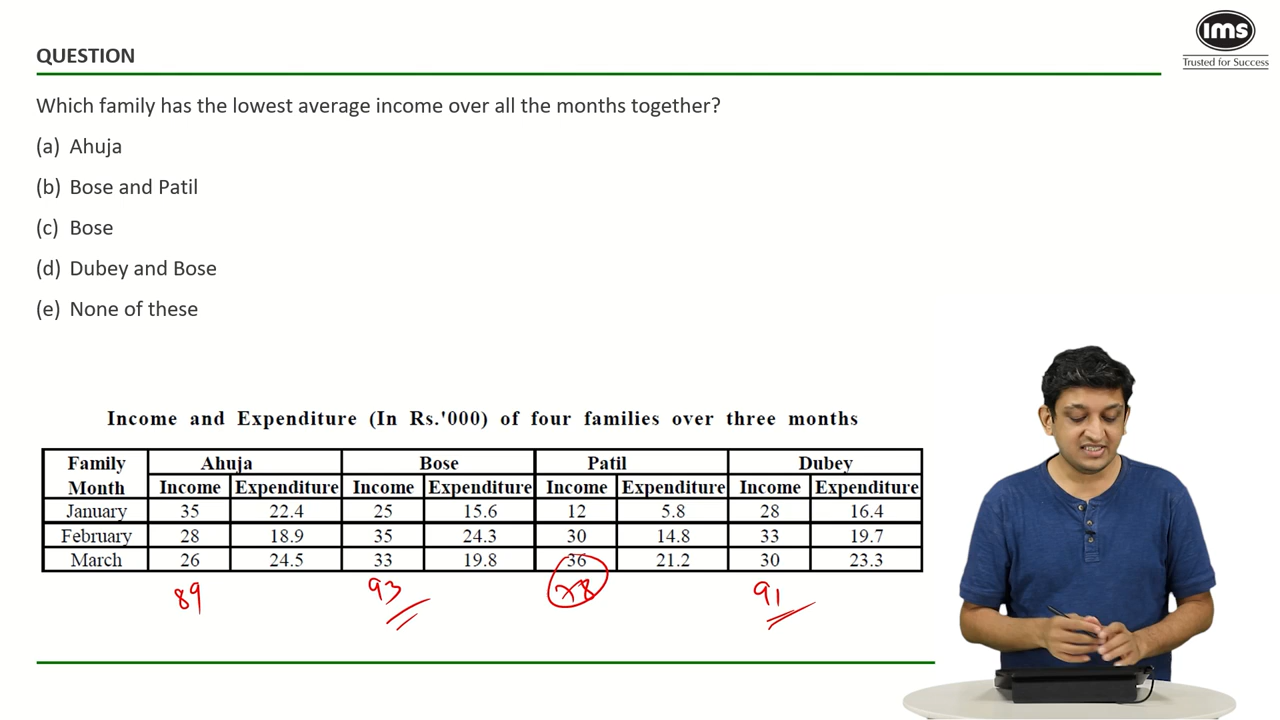 ims
Trusted for Success
QUESTION
Which family has the lowest average income over all the months together?
(a) Ahuja
(b) Bose and Patil
(c) Bose
(d) Dubey and Bose
(e) None of these
Income and Expenditure (In Rs.'000) of four families over three months
Family Month Ahuja Bose Patil Dubey
Income Expenditure Income Expenditure Income Expenditure Income Expenditure
January 35 22.4 25 15.6 12 5.8 28 16.4
February 28 18.9 35 24.3 30 14.8 33 19.7
March 26 24.5 33 19.8 36 21.2 30 23.3
89 93 78 91